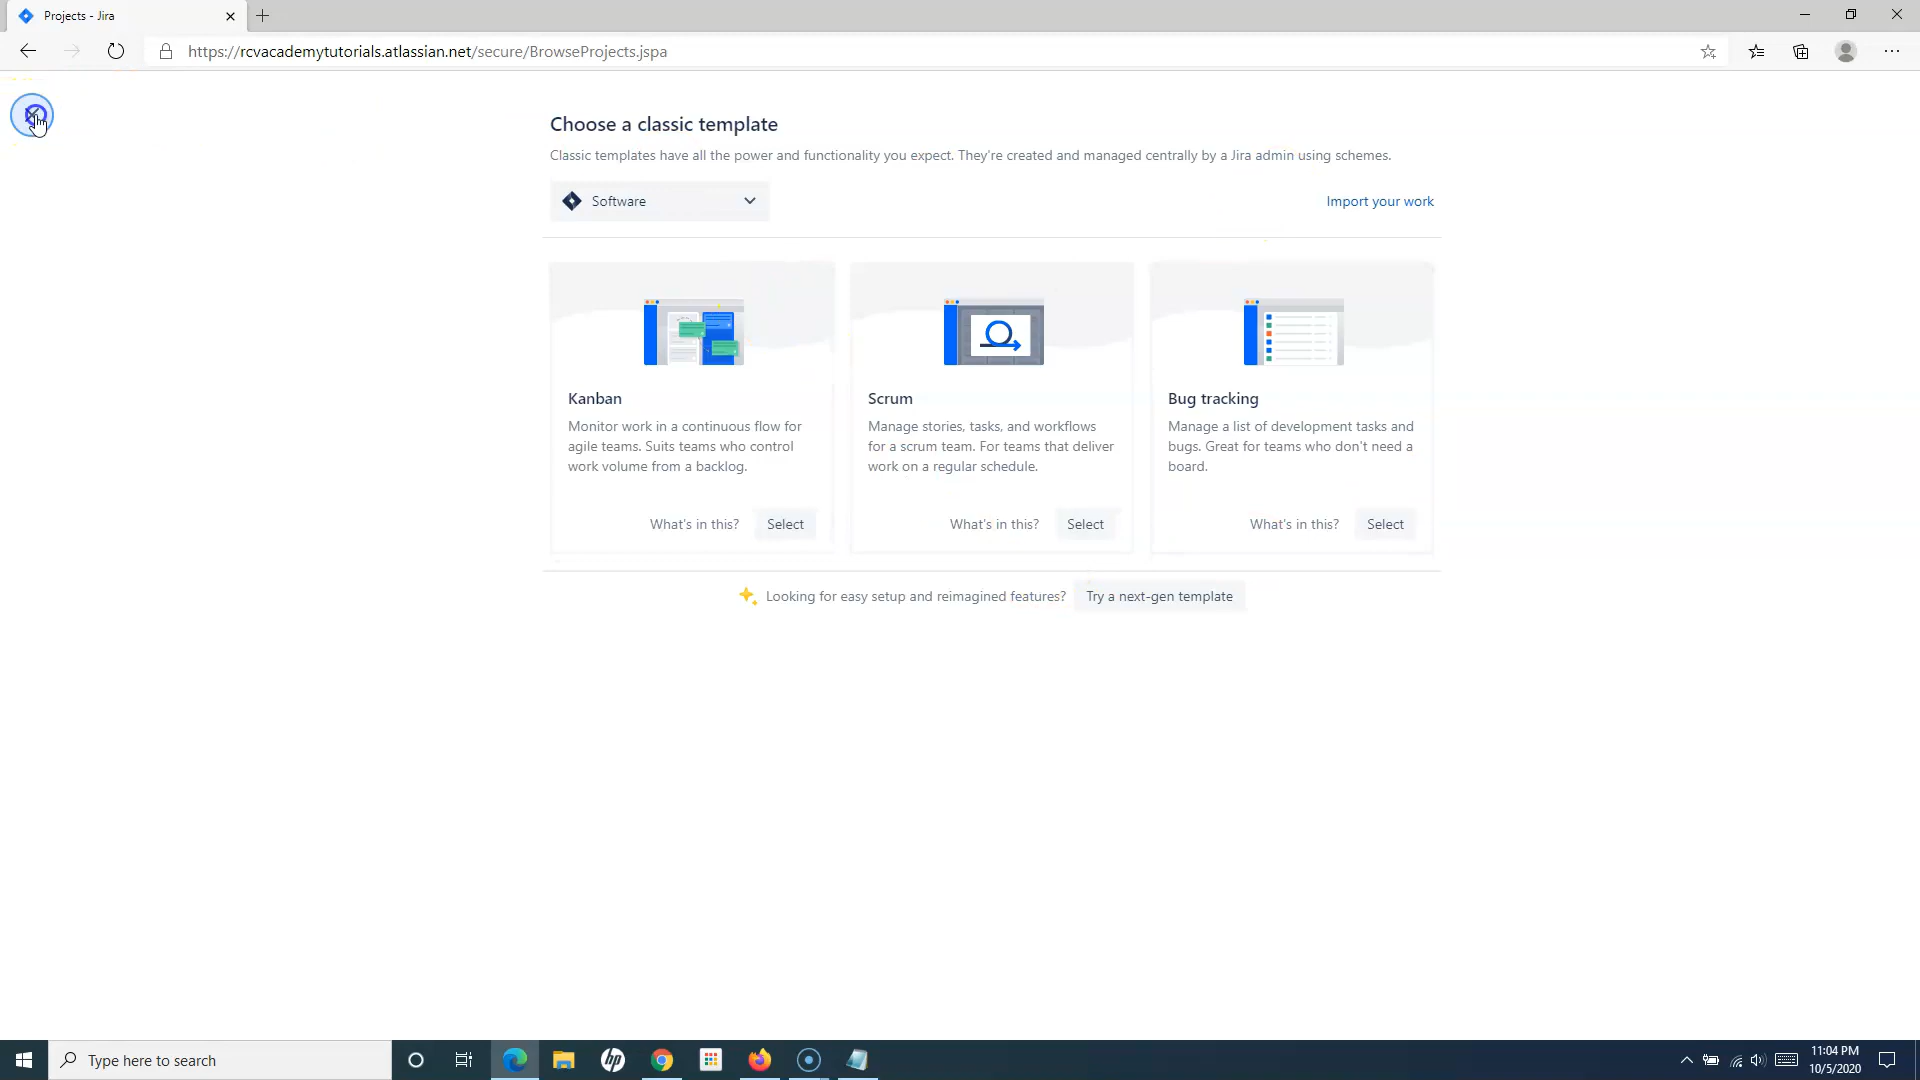 Projects - Jira
https://rcvacademytutorials.atlassian.net/secure/BrowseProjects.jspa
Choose a classic template
Classic templates have all the power and functionality you expect. They're created and managed centrally by a Jira admin using schemes.
Software
Import your work
Kanban
Monitor work in a continuous flow for
agile teams. Suits teams who control
work volume from a backlog.
What's in this? Select
Scrum
Manage stories, tasks, and workflows
for a scrum team. For teams that deliver
work on a regular schedule.
What's in this? Select
Bug tracking
Manage a list of development tasks and
bugs. Great for teams who don't need a
board.
What's in this? Select
Looking for easy setup and reimagined features? Try a next-gen template
Type here to search
hp
11:04 PM
10/5/2020